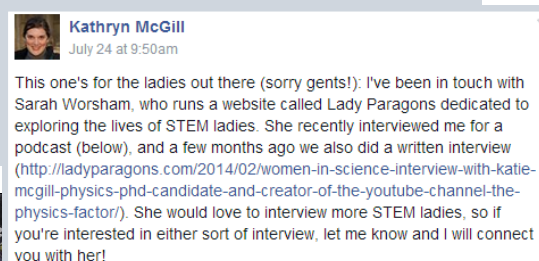 Kathryn McGill
July 24 at 9:50am
This one's for the ladies out there (sorry gents!): I've been in touch with
Sarah Worsham, who runs a website called Lady Paragons dedicated to
exploring the lives of STEM ladies. She recently interviewed me for a
podcast (below), and a few months ago we also did a written interview
(http://ladyparagons.com/2014/02/women-in-science-interview-with-katie-
mcgill-physics-phd-candidate-and-creator-of-the-youtube-channel-the-
physics-factor/). She would love to interview more STEM ladies, so if
you're interested in either sort of interview, let me know and I will connect
you with her!